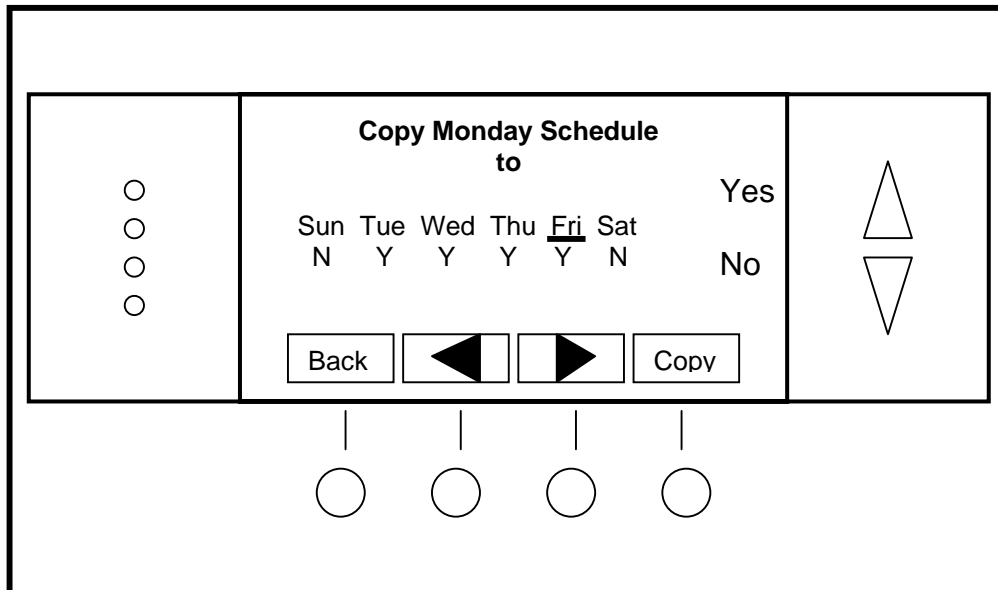 Copy Monday Schedule
to
Yes
Sun Tue Wed Thu Fri Sat
N Y Y Y Y N
No
Back
Copy